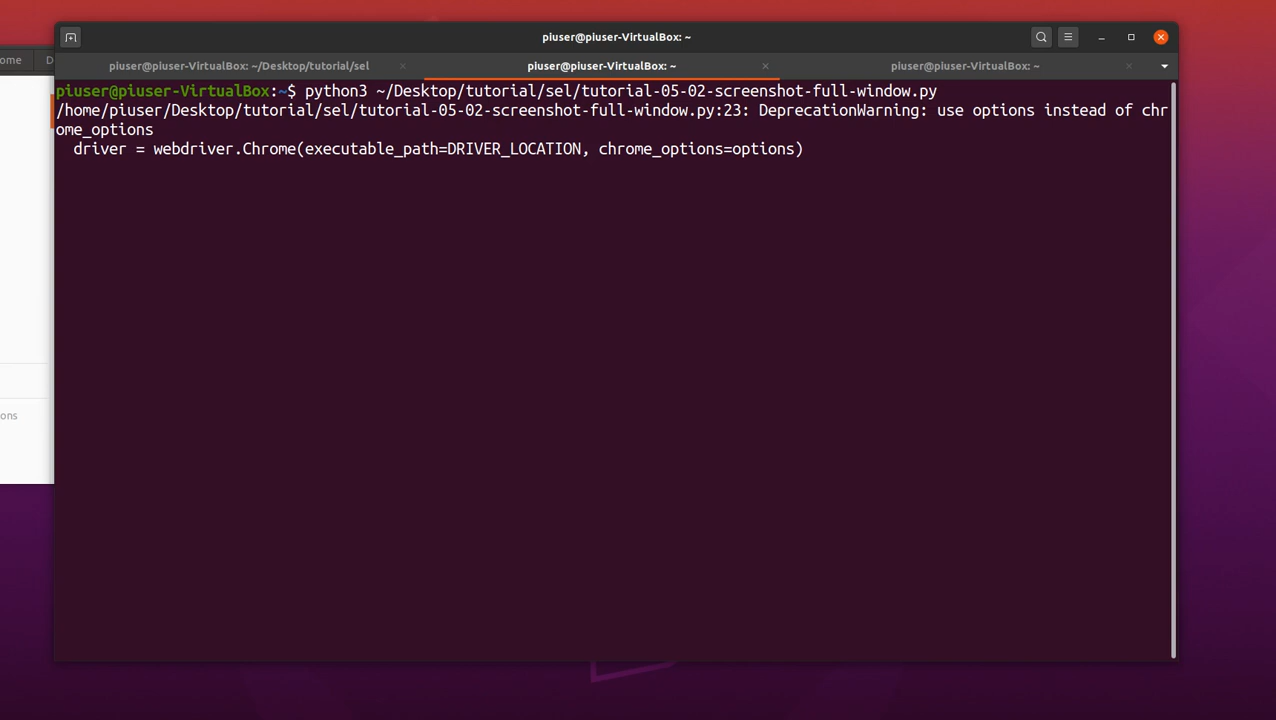 piuser@piuser-VirtualBox: ~
ome
D
piuser@piuser-VirtualBox: ~/Desktop/tutorial/sel
piuser@piuser-VirtualBox: ~
piuser@piuser-VirtualBox: ~
piuser@piuser-VirtualBox:~$ python3 ~/Desktop/tutorial/sel/tutorial-05-02-screenshot-full-window.py
/home/piuser/Desktop/tutorial/sel/tutorial-05-02-screenshot-full-window.py:23: DeprecationWarning: use options instead of chr
ome_options
driver = webdriver.Chrome(executable_path=DRIVER_LOCATION, chrome_options=options)
ons